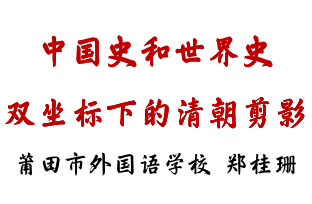 中国史和世界史
双坐标下的清朝剪影
莆田市外国语学校 郑桂珊